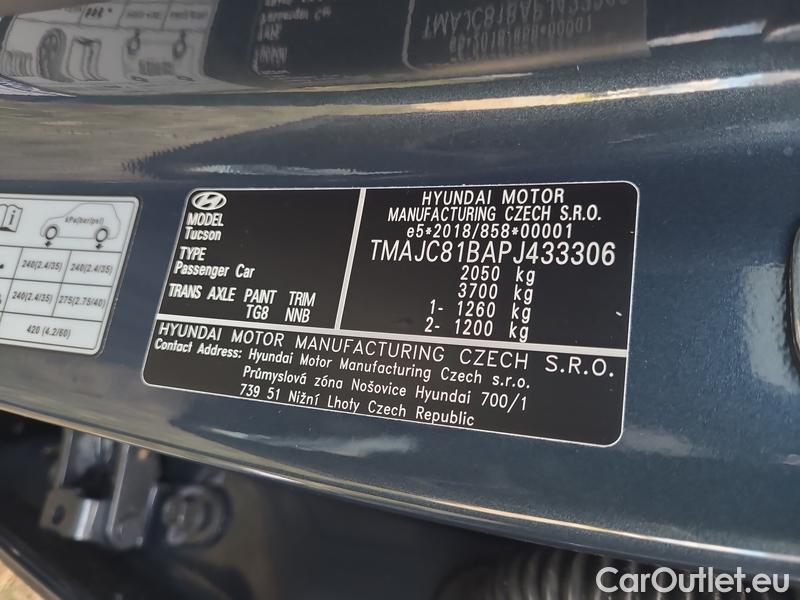 kPa(bar/psi)
240(2.4/35) 240(2.4/35)
240(2.4/35) 275(2.75/40)
420 (4.2/60)
MODEL
Tucson
TYPE
Passenger Car
TRANS AXLE PAINT TRIM
TG8 NNB
HYUNDAI MOTOR
MANUFACTURING CZECH S.R.O.
e5*2018/858*00001
TMAJC81BAPJ433306
2050 kg
3700 kg
1- 1260 kg
2- 1200 kg
HYUNDAI MOTOR MANUFACTURING CZECH S.R.O.
Contact Address: Hyundai Motor Manufacturing Czech s.r.o.
Průmyslová zóna Nošovice Hyundai 700/1
739 51 Nižní Lhoty Czech Republic
CarOutlet.eu